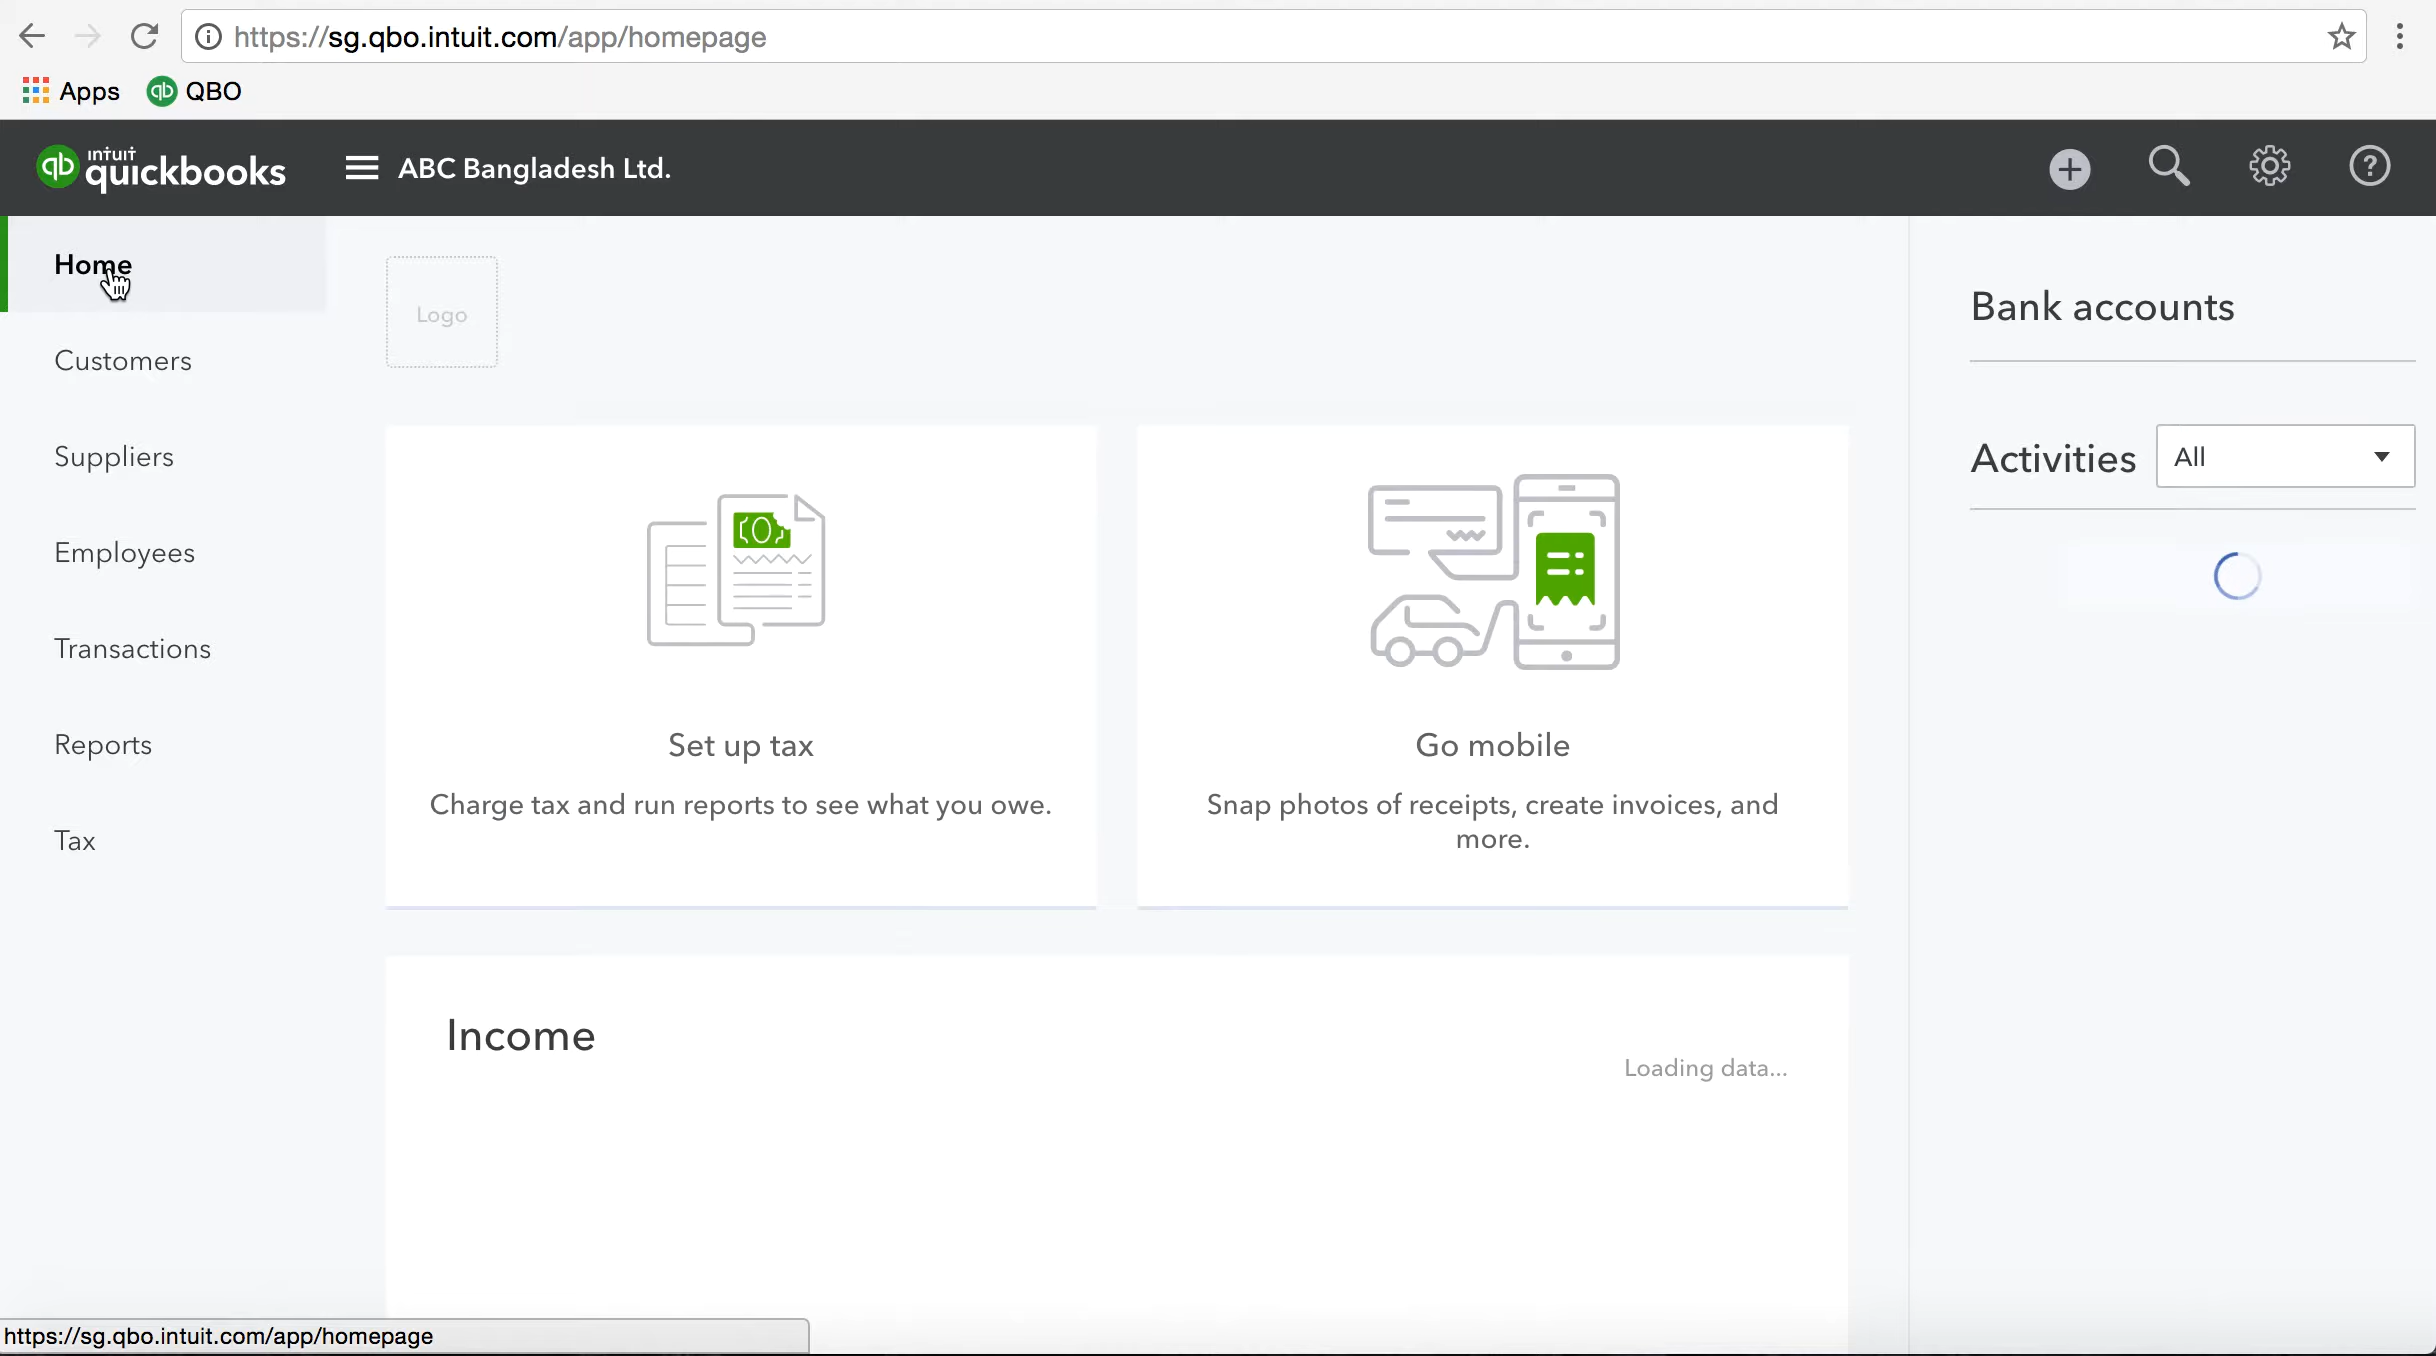 https://sg.qbo.intuit.com/app/homepage
Apps
QBO
qb
intuit
quickbooks
ABC Bangladesh Ltd.
Home
Customers
Suppliers
Employees
Transactions
Reports
Tax
Logo
Set up tax
Charge tax and run reports to see what you owe.
Go mobile
Snap photos of receipts, create invoices, and
more.
Income
Loading data...
Bank accounts
Activities
All
https://sg.qbo.intuit.com/app/homepage